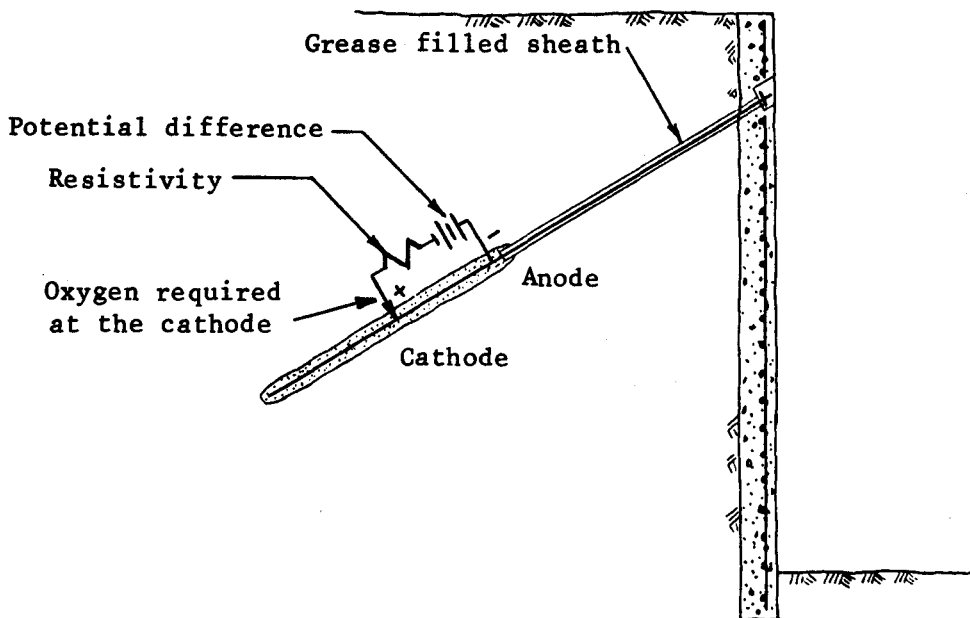 Grease filled sheath
Potential difference
Resistivity
-
+
Oxygen required
at the cathode
Anode
Cathode